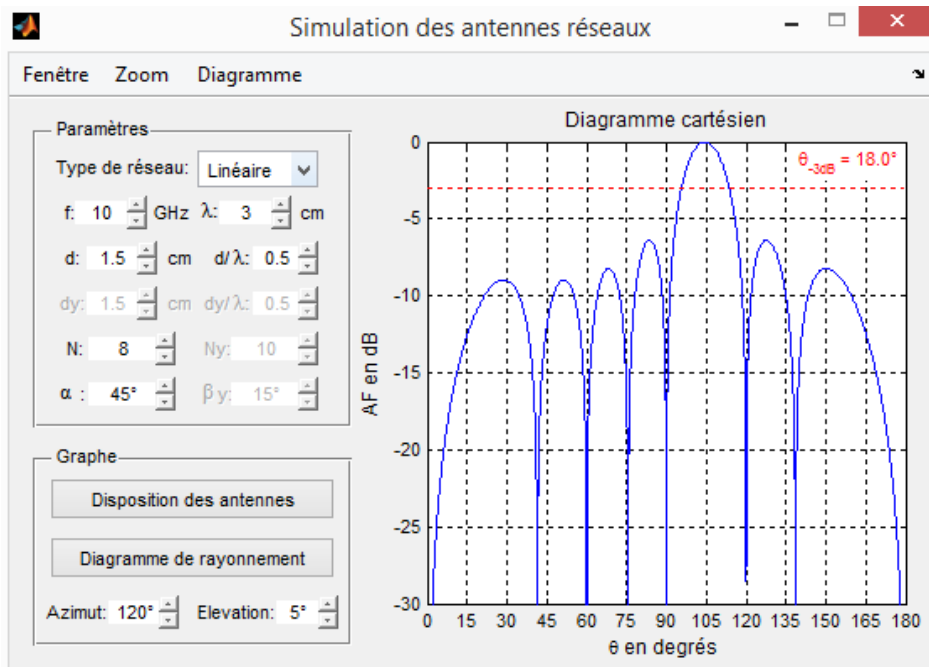 Simulation des antennes réseaux
Fenêtre Zoom Diagramme
Paramètres
Type de réseau: Linéaire
f: 10 GHz λ: 3 cm
d: 1.5 cm d/λ: 0.5
dy: 1.5 cm dy/λ: 0.5
N: 8 Ny: 10
α : 45° βy: 15°
Graphe
Disposition des antennes
Diagramme de rayonnement
Azimut: 120° Elevation: 5°
Diagramme cartésien
θ-3dB = 18.0°
AF en dB
0
-5
-10
-15
-20
-25
-30
0 15 30 45 60 75 90 105 120 135 150 165 180
θ en degrés